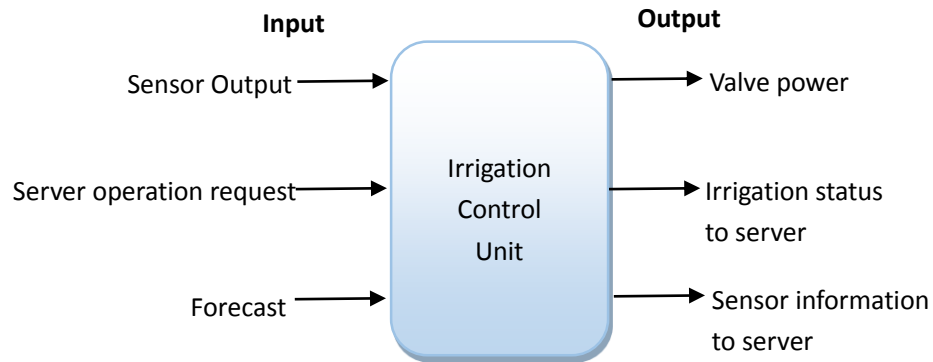 Input
Output
Sensor Output
Valve power
Server operation request
Irrigation
Control
Unit
Irrigation status
to server
Forecast
Sensor information
to server